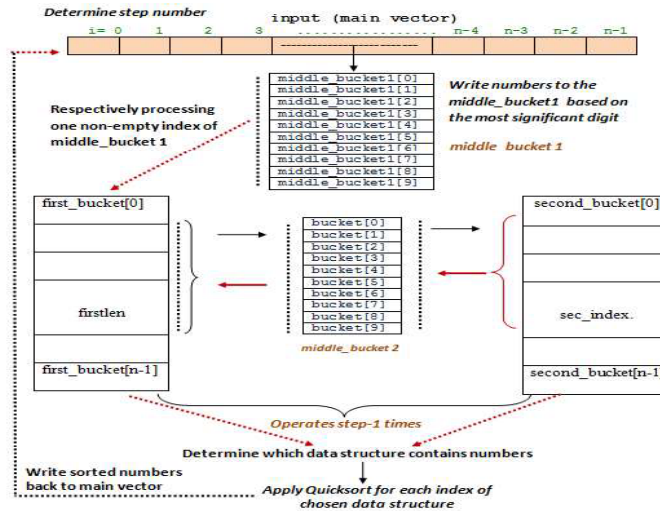 Determine step number
input (main vector)
i= 0 1 2 3 .................. n-4 n-3 n-2 n-1
middle_bucket1[0]
middle_bucket1[1]
middle_bucket1[2]
middle_bucket1[3]
middle_bucket1[4]
middle_bucket1[5]
middle_bucket1[6]
middle_bucket1[7]
middle_bucket1[8]
middle_bucket1[9]
Respectively processing
one non-empty index of
middle_bucket 1
Write numbers to the
middle_bucket1 based on
the most significant digit
middle bucket 1
first_bucket[0]
firstlen
first_bucket[n-1]
bucket[0]
bucket[1]
bucket[2]
bucket[3]
bucket[4]
bucket[5]
bucket[6]
bucket[7]
bucket[8]
bucket[9]
middle_bucket 2
second_bucket[0]
sec_index.
second_bucket[n-1
Operates step-1 times
Determine which data structure contains numbers
Write sorted numbers
back to main vector
Apply Quicksort for each index of
chosen data structure